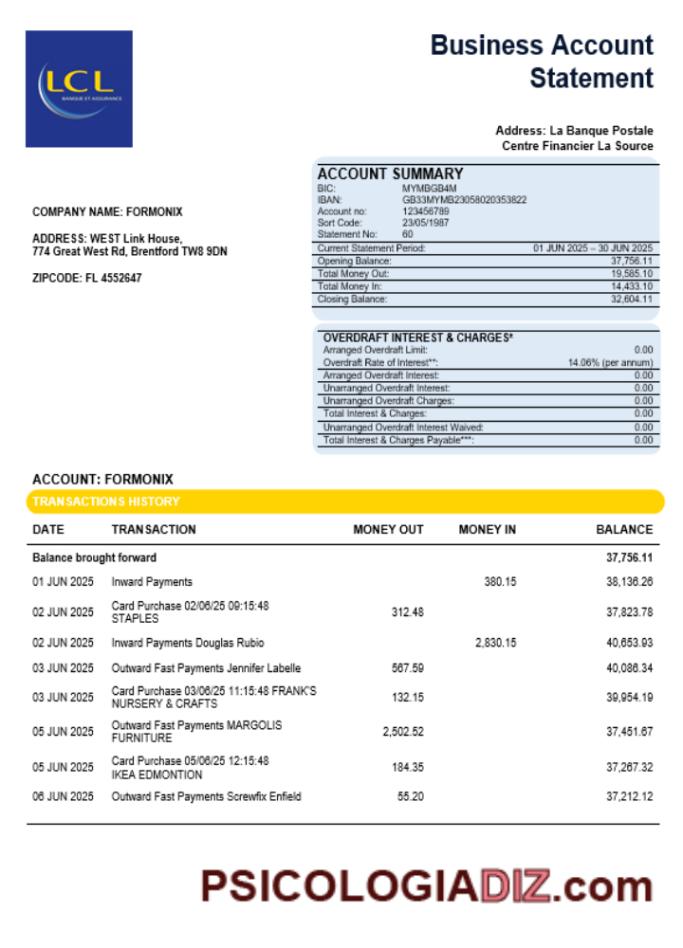 LCL
BANQUE ET ASSURANCE
Business Account
Statement
Address: La Banque Postale
Centre Financier La Source
COMPANY NAME: FORMONIX
ADDRESS: WEST Link House,
774 Great West Rd, Brentford TW8 9DN
ZIPCODE: FL 4552647
ACCOUNT SUMMARY
BIC: MYMBGB4M
IBAN: GB33MYMB23058020353822
Account no: 123456789
Sort Code: 23/05/1987
Statement No: 60
Current Statement Period: 01 JUN 2025 – 30 JUN 2025
Opening Balance: 37,756.11
Total Money Out: 19,585.10
Total Money In: 14,433.10
Closing Balance: 32,604.11
OVERDRAFT INTEREST & CHARGES*
Arranged Overdraft Limit: 0.00
Overdraft Rate of Interest**: 14.06% (per annum)
Arranged Overdraft Interest: 0.00
Unarranged Overdraft Interest: 0.00
Unarranged Overdraft Charges: 0.00
Total Interest & Charges: 0.00
Unarranged Overdraft Interest Waived: 0.00
Total Interest & Charges Payable***: 0.00
ACCOUNT: FORMONIX
TRANSACTIONS HISTORY
DATE TRANSACTION MONEY OUT MONEY IN BALANCE
Balance brought forward 37,756.11
01 JUN 2025 Inward Payments 380.15 38,136.26
02 JUN 2025 Card Purchase 02/06/25 09:15:48
STAPLES 312.48 37,823.78
02 JUN 2025 Inward Payments Douglas Rubio 2,830.15 40,653.93
03 JUN 2025 Outward Fast Payments Jennifer Labelle 567.59 40,086.34
03 JUN 2025 Card Purchase 03/06/25 11:15:48 FRANK'S
NURSERY & CRAFTS 132.15 39,954.19
05 JUN 2025 Outward Fast Payments MARGOLIS
FURNITURE 2,502.52 37,451.67
05 JUN 2025 Card Purchase 05/06/25 12:15:48
IKEA EDMONTION 184.35 37,267.32
06 JUN 2025 Outward Fast Payments Screwfix Enfield 55.20 37,212.12
PSICOLOGIADIZ.com